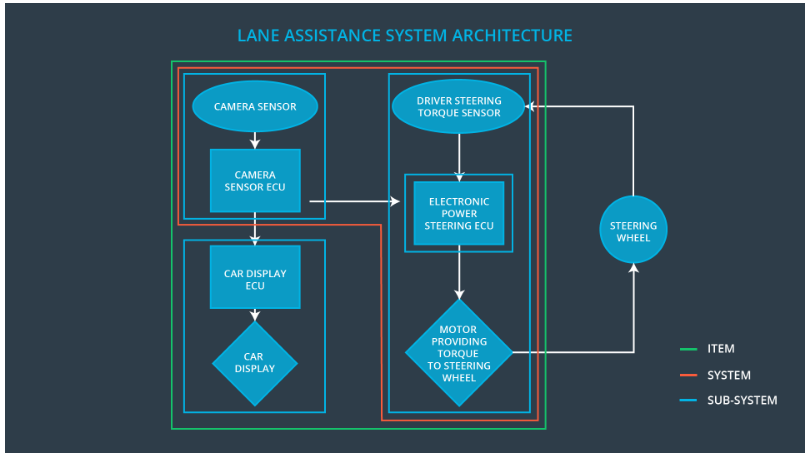 LANE ASSISTANCE SYSTEM ARCHITECTURE
CAMERA SENSOR
CAMERA
SENSOR ECU
CAR DISPLAY
ECU
CAR
DISPLAY
DRIVER STEERING
TORQUE SENSOR
ELECTRONIC
POWER
STEERING ECU
MOTOR
PROVIDING
TORQUE
TO STEERING
WHEEL
STEERING
WHEEL
ITEM
SYSTEM
SUB-SYSTEM